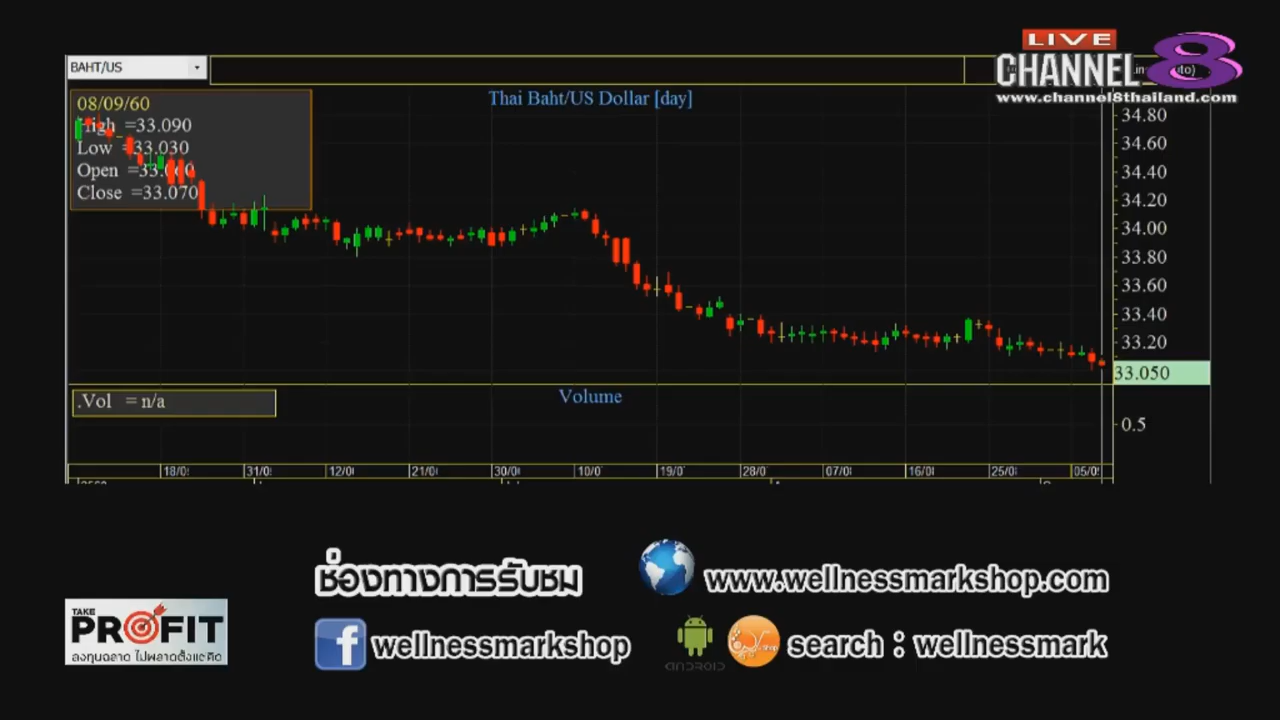 LIVE
CHANNEL 8
www.channel8thailand.com
BAHT/US
Thai Baht/US Dollar [day]
08/09/60
High =33.090
Low =33.030
Open =33.060
Close =33.070
34.80
34.60
34.40
34.20
34.00
33.80
33.60
33.40
33.20
33.050
.Vol = n/a
Volume
0.5
18/0
31/0
12/0
21/0
30/0
10/0
19/0
28/0
07/0
16/0
25/0
05/0
ช่องทางการรับชม
www.wellnessmarkshop.com
TAKE
PROFIT
ลงทุนฉลาด ไม่พลาดตั้งแต่คิด
wellnessmarkshop
ANDROID
search : wellnessmark